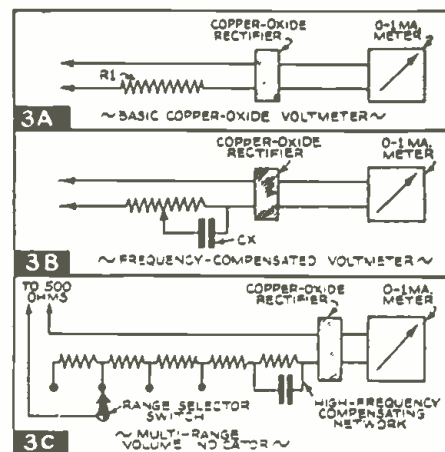 COPPER-OXIDE
RECTIFIER
0-1 MA.
METER
R1
3A
~ BASIC COPPER-OXIDE VOLTMETER ~
COPPER-OXIDE
RECTIFIER
0-1 MA.
METER
CX
3B
~ FREQUENCY-COMPENSATED VOLTMETER ~
TO 500
OHMS
COPPER-OXIDE
RECTIFIER
0-1 MA.
METER
RANGE SELECTOR
SWITCH
HIGH-FREQUENCY
COMPENSATING
NETWORK
3C
~ MULTI-RANGE
VOLUME INDICATOR ~